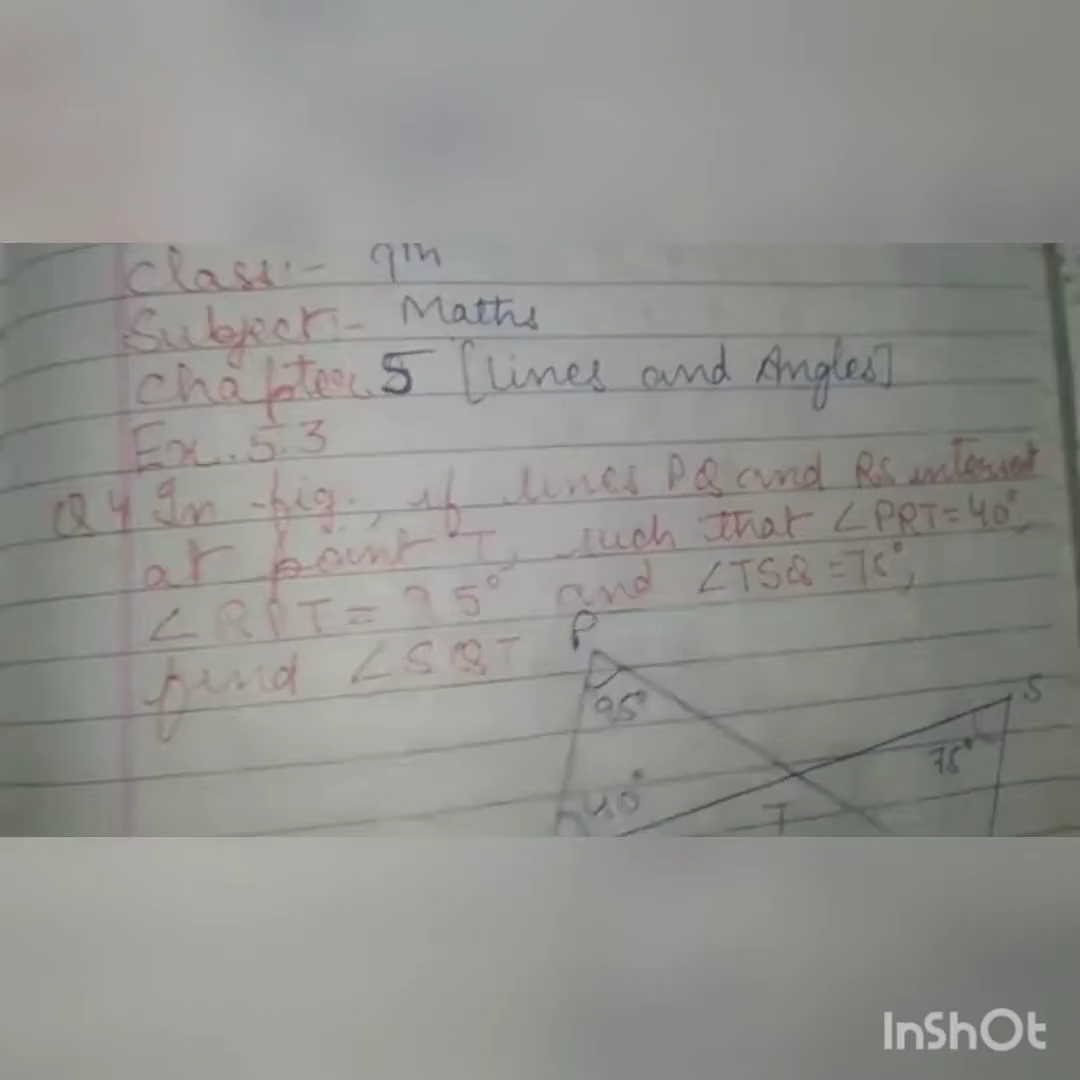 Class:- 9th
Subject:- Maths
Chapter 5 [Lines and Angles]
Ex. 5.3
Q 4 In fig., if lines PQ and RS intersect
at point T, such that ∠PRT = 40°,
∠RPT = 95° and ∠TSQ = 75°,
find ∠SQT
P
95°
S
75°
40°
T
InShOt